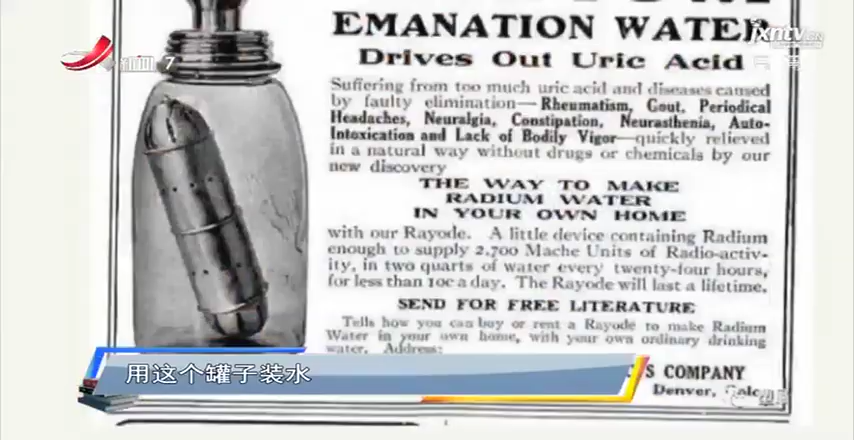 EMANATION WATER
Drives Out Uric Acid
Suffering from too much uric acid and diseases caused
by faulty elimination—Rheumatism, Gout, Periodical
Headaches, Neuralgia, Constipation, Neurasthenia, Auto-
Intoxication and Lack of Bodily Vigor—quickly relieved
in a natural way without drugs or chemicals by our
new discovery
THE WAY TO MAKE
RADIUM WATER
IN YOUR OWN HOME
with our Rayode. A little device containing Radium
enough to supply 2,700 Mache Units of Radio-activ-
ity, in two quarts of water every twenty-four hours,
for less than 10c a day. The Rayode will last a lifetime.
SEND FOR FREE LITERATURE
Tells how you can buy or rent a Rayode to make Radium
Water in your own home, with your own ordinary drinking
water. Address:
S COMPANY
Denver, Colo.
jxntv.cn
新闻 7
用这个罐子装水